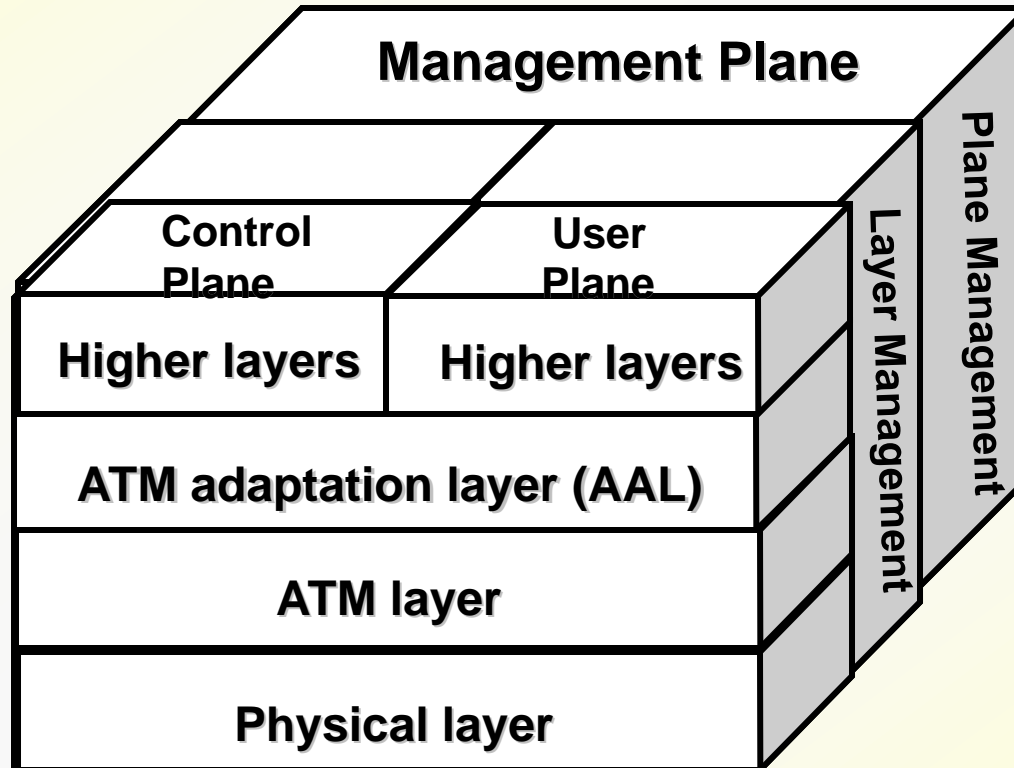 Management Plane
Plane Management
Control
Plane
User
Plane
Layer Management
Higher layers
Higher layers
ATM adaptation layer (AAL)
ATM layer
Physical layer